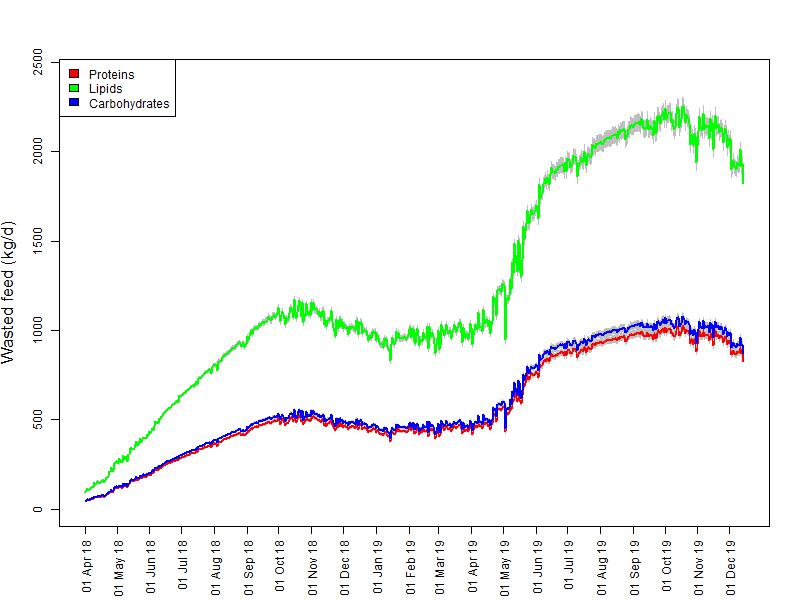 Proteins
Lipids
Carbohydrates
Wasted feed (kg/d)
2500
2000
1500
1000
500
0
01 Apr 18
01 May 18
01 Jun 18
01 Jul 18
01 Aug 18
01 Sep 18
01 Oct 18
01 Nov 18
01 Dec 18
01 Jan 19
01 Feb 19
01 Mar 19
01 Apr 19
01 May 19
01 Jun 19
01 Jul 19
01 Aug 19
01 Sep 19
01 Oct 19
01 Nov 19
01 Dec 19